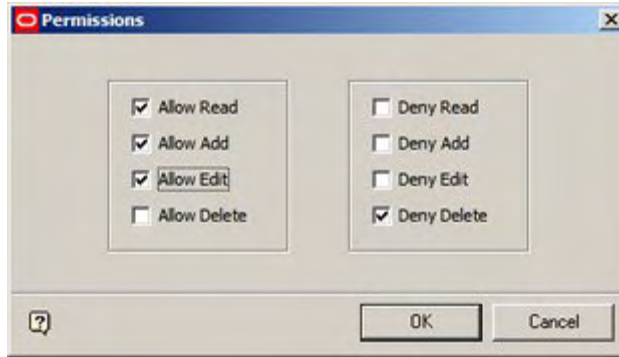 Permissions
Allow Read
Allow Add
Allow Edit
Allow Delete
Deny Read
Deny Add
Deny Edit
Deny Delete
OK
Cancel